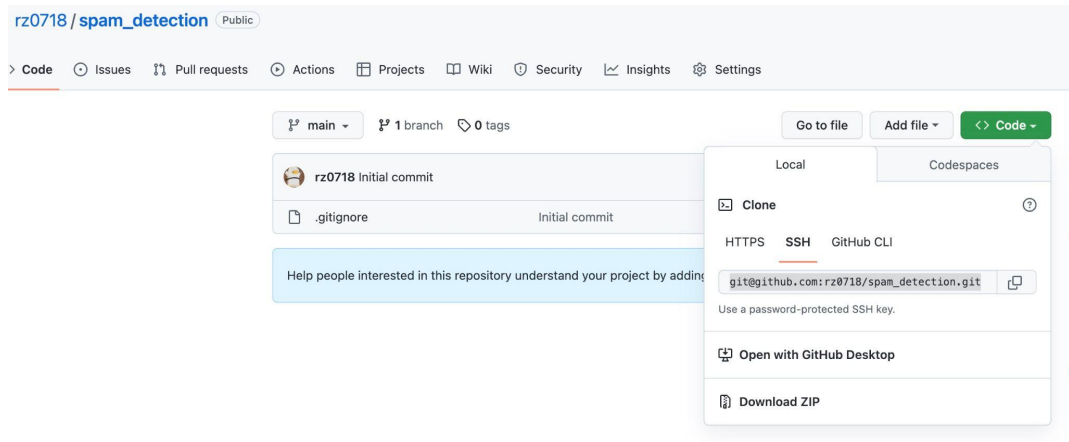 rz0718 / spam_detection Public
Code Issues Pull requests Actions Projects Wiki Security Insights Settings
main 1 branch 0 tags Go to file Add file Code
Local Codespaces
rz0718 Initial commit
Clone
.gitignore Initial commit
HTTPS SSH GitHub CLI
Help people interested in this repository understand your project by adding
git@github.com:rz0718/spam_detection.git
Use a password-protected SSH key.
Open with GitHub Desktop
Download ZIP